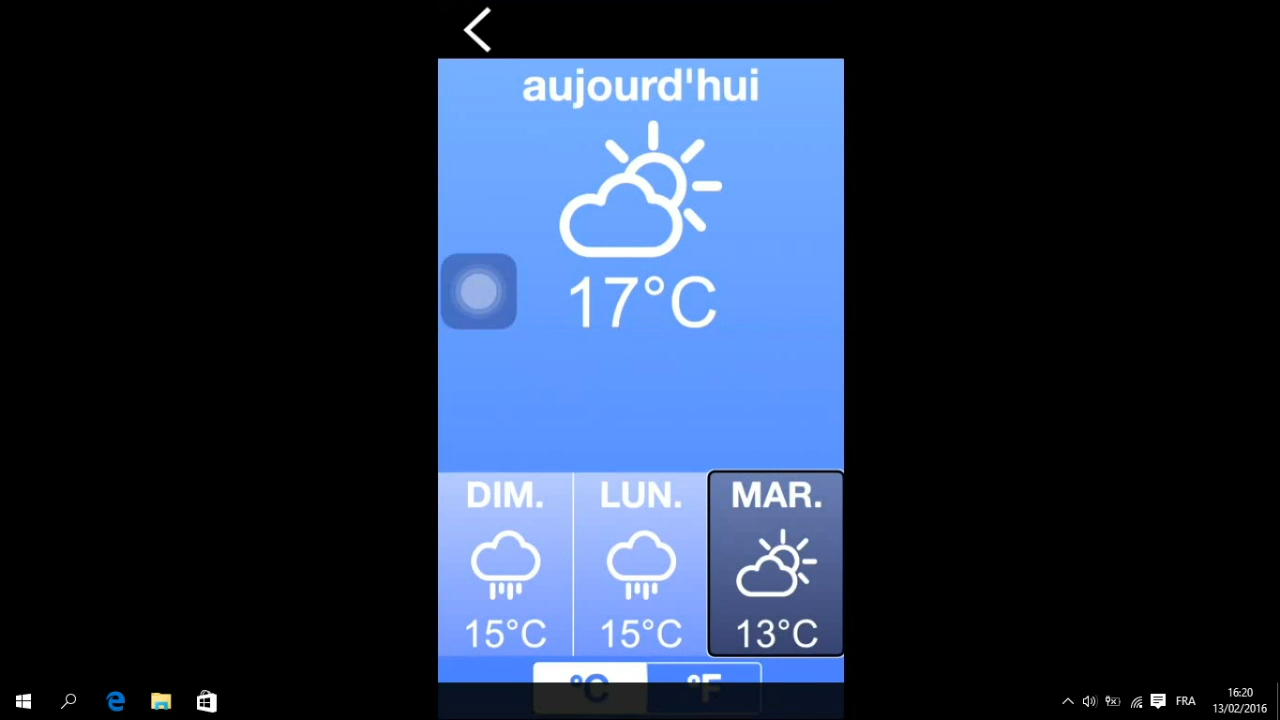 aujourd'hui
17°C
DIM. LUN. MAR.
15°C 15°C 13°C
°C °F
FRA
16:20
13/02/2016